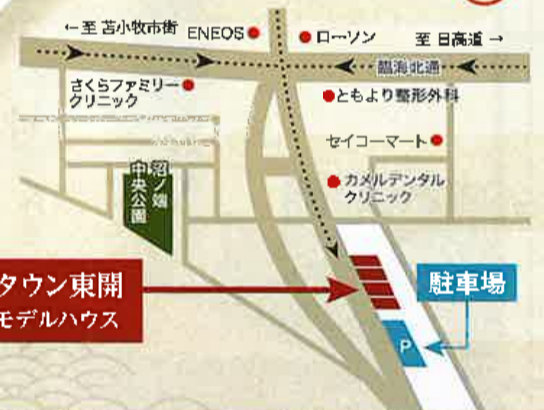 ←至 苫小牧市街
ENEOS
ローソン
至 日高道 →
臨海北通
さくらファミリー
クリニック
ともより整形外科
セイコーマート
カメルデンタル
クリニック
沼ノ端
中央公園
タウン東開
モデルハウス
駐車場
P